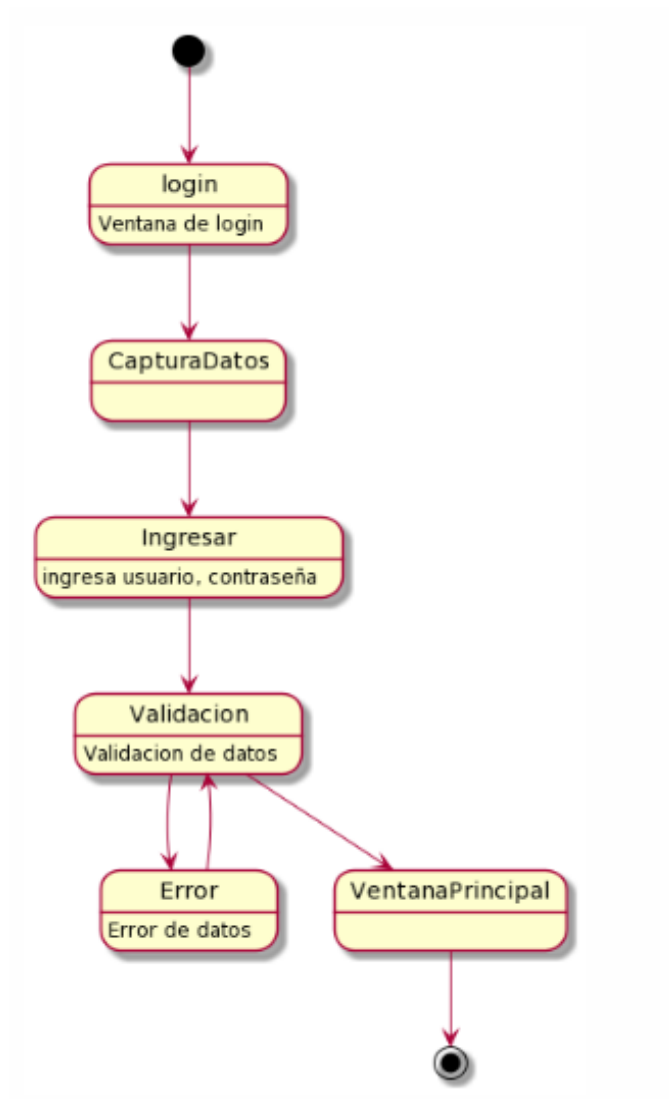 login
Ventana de login
CapturaDatos
Ingresar
ingresa usuario, contraseña
Validacion
Validacion de datos
Error
Error de datos
VentanaPrincipal